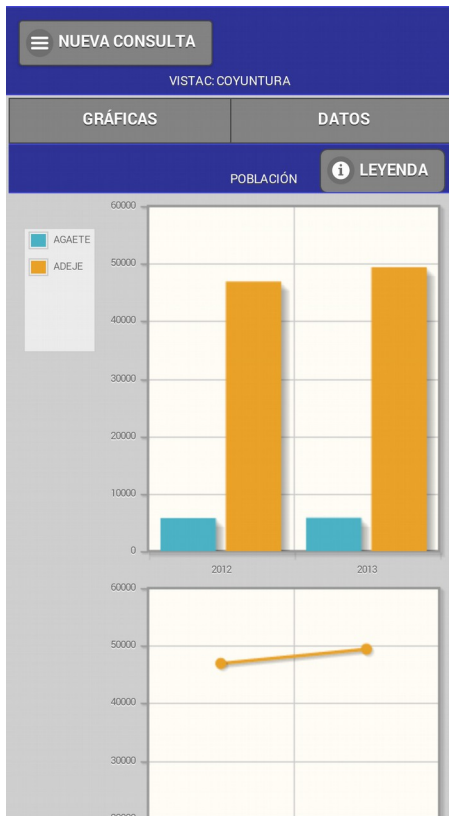 NUEVA CONSULTA
VISTAC: COYUNTURA
GRÁFICAS DATOS
POBLACIÓN LEYENDA
AGAETE
ADEJE
60000
50000
40000
30000
20000
10000
0
2012 2013
60000
50000
40000
30000